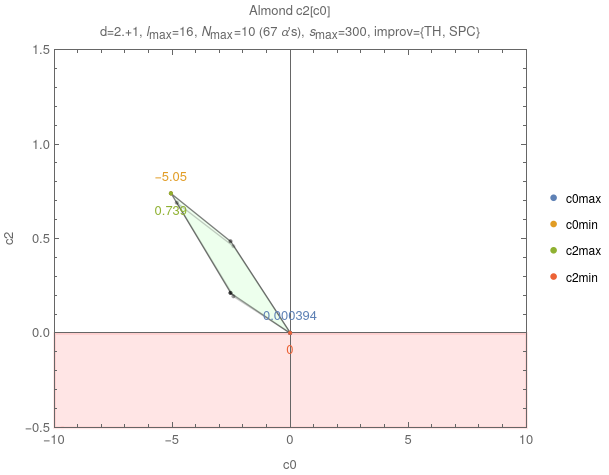 Almond c2[c0]
d=2.+1, lmax=16, Nmax=10 (67 α's), smax=300, improv={TH, SPC}
1.5
1.0
0.5
0.0
−0.5
−10
−5
0
5
10
c2
c0
−5.05
0.739
0.000394
0
c0max
c0min
c2max
c2min